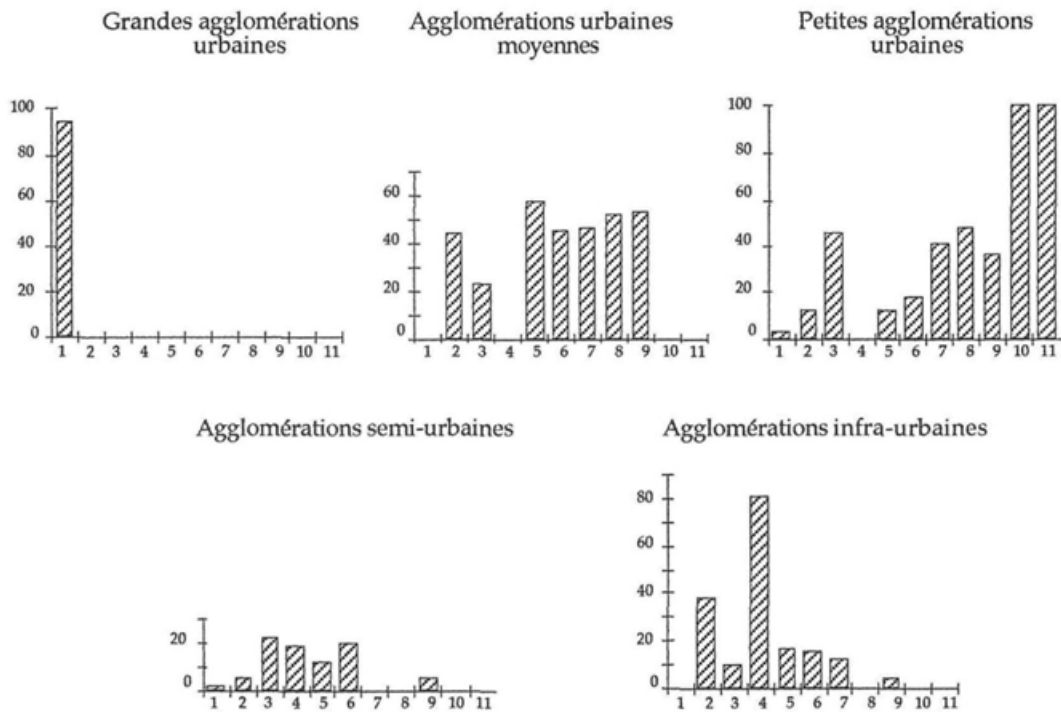 Grandes agglomérations
urbaines
100
80
60
40
20
0
1 2 3 4 5 6 7 8 9 10 11
Agglomérations urbaines
moyennes
60
40
20
0
1 2 3 4 5 6 7 8 9 10 11
Petites agglomérations
urbaines
100
80
60
40
20
0
1 2 3 4 5 6 7 8 9 10 11
Agglomérations semi-urbaines
20
0
1 2 3 4 5 6 7 8 9 10 11
Agglomérations infra-urbaines
80
60
40
20
0
1 2 3 4 5 6 7 8 9 10 11